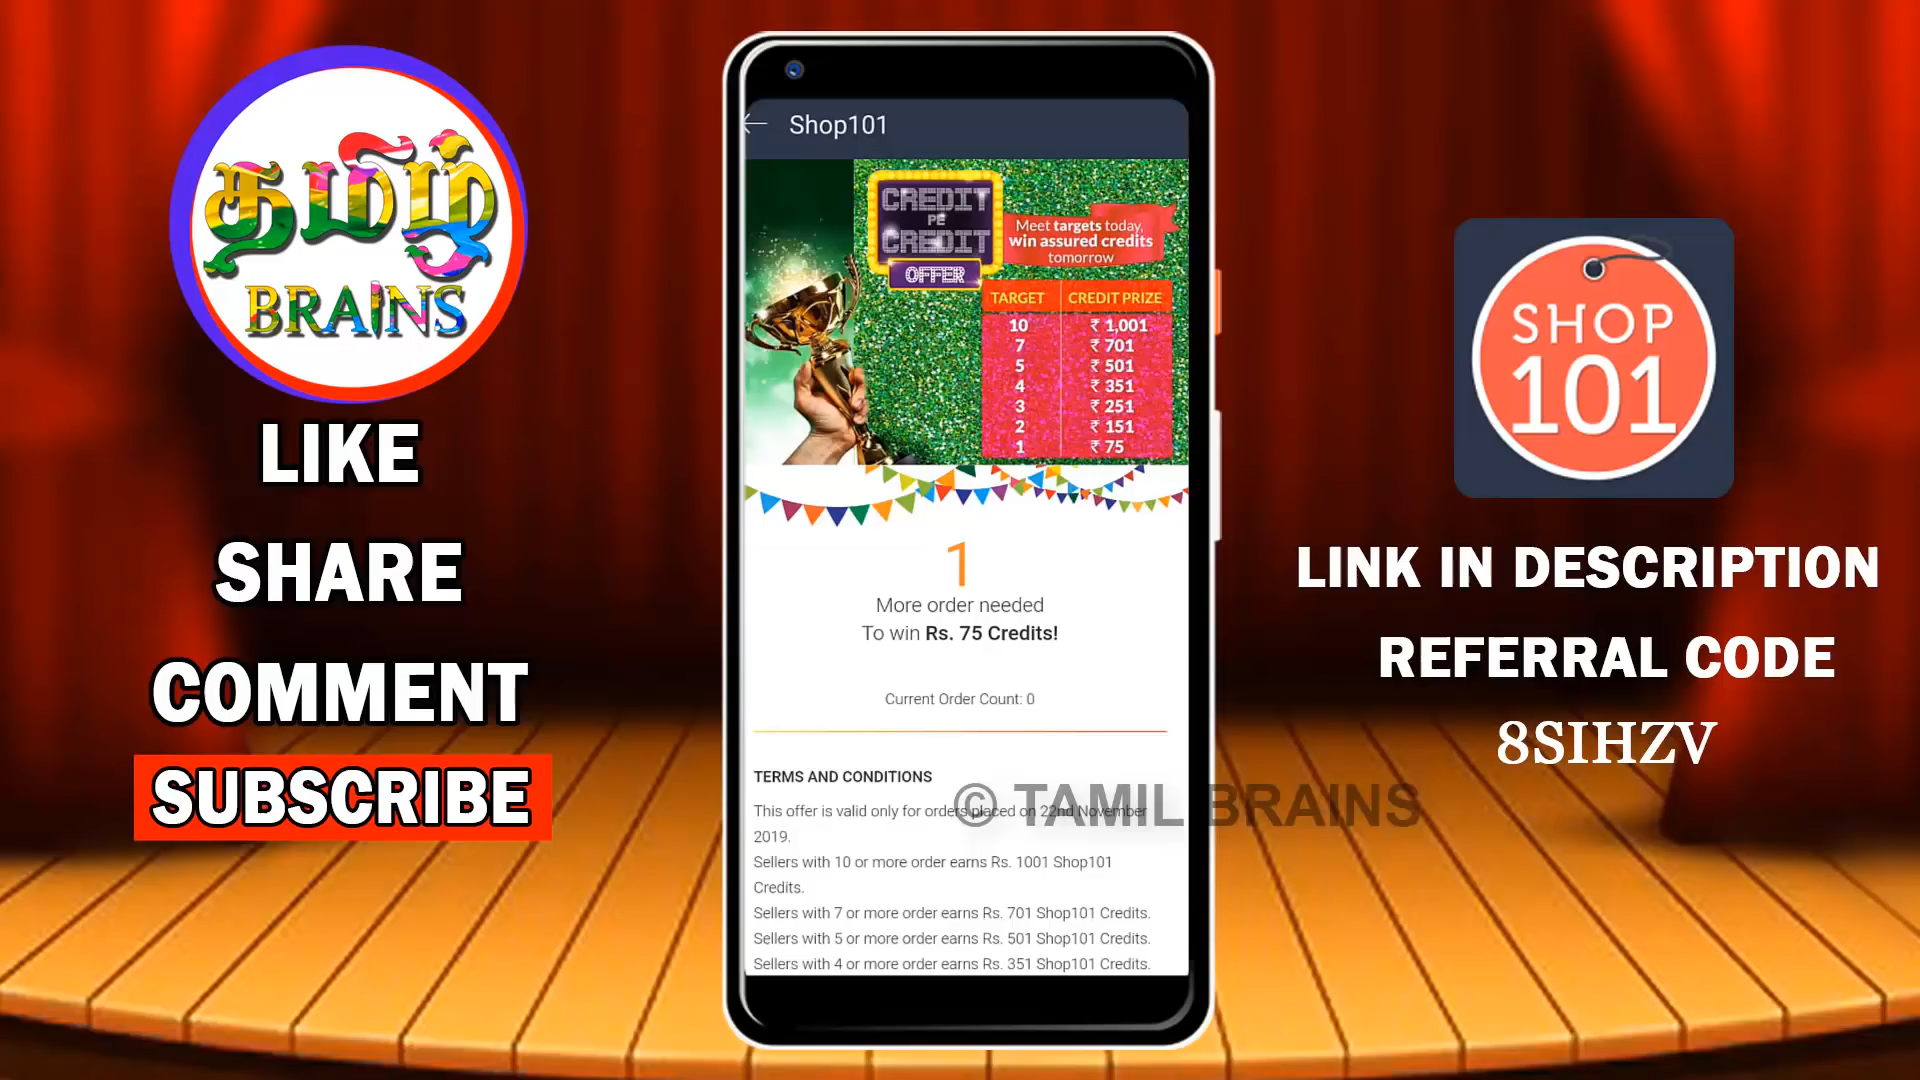 தமிழ்
BRAINS
LIKE
SHARE
COMMENT
SUBSCRIBE
Shop101
CREDIT
PE
CREDIT
OFFER
Meet targets today,
win assured credits
tomorrow
TARGET CREDIT PRIZE
10 ₹ 1,001
7 ₹ 701
5 ₹ 501
4 ₹ 351
3 ₹ 251
2 ₹ 151
1 ₹ 75
1
More order needed
To win Rs. 75 Credits!
Current Order Count: 0
TERMS AND CONDITIONS
This offer is valid only for orders placed on 22nd November
2019.
Sellers with 10 or more order earns Rs. 1001 Shop101
Credits.
Sellers with 7 or more order earns Rs. 701 Shop101 Credits.
Sellers with 5 or more order earns Rs. 501 Shop101 Credits.
Sellers with 4 or more order earns Rs. 351 Shop101 Credits.
© TAMIL BRAINS
SHOP
101
LINK IN DESCRIPTION
REFERRAL CODE
8SIHZV